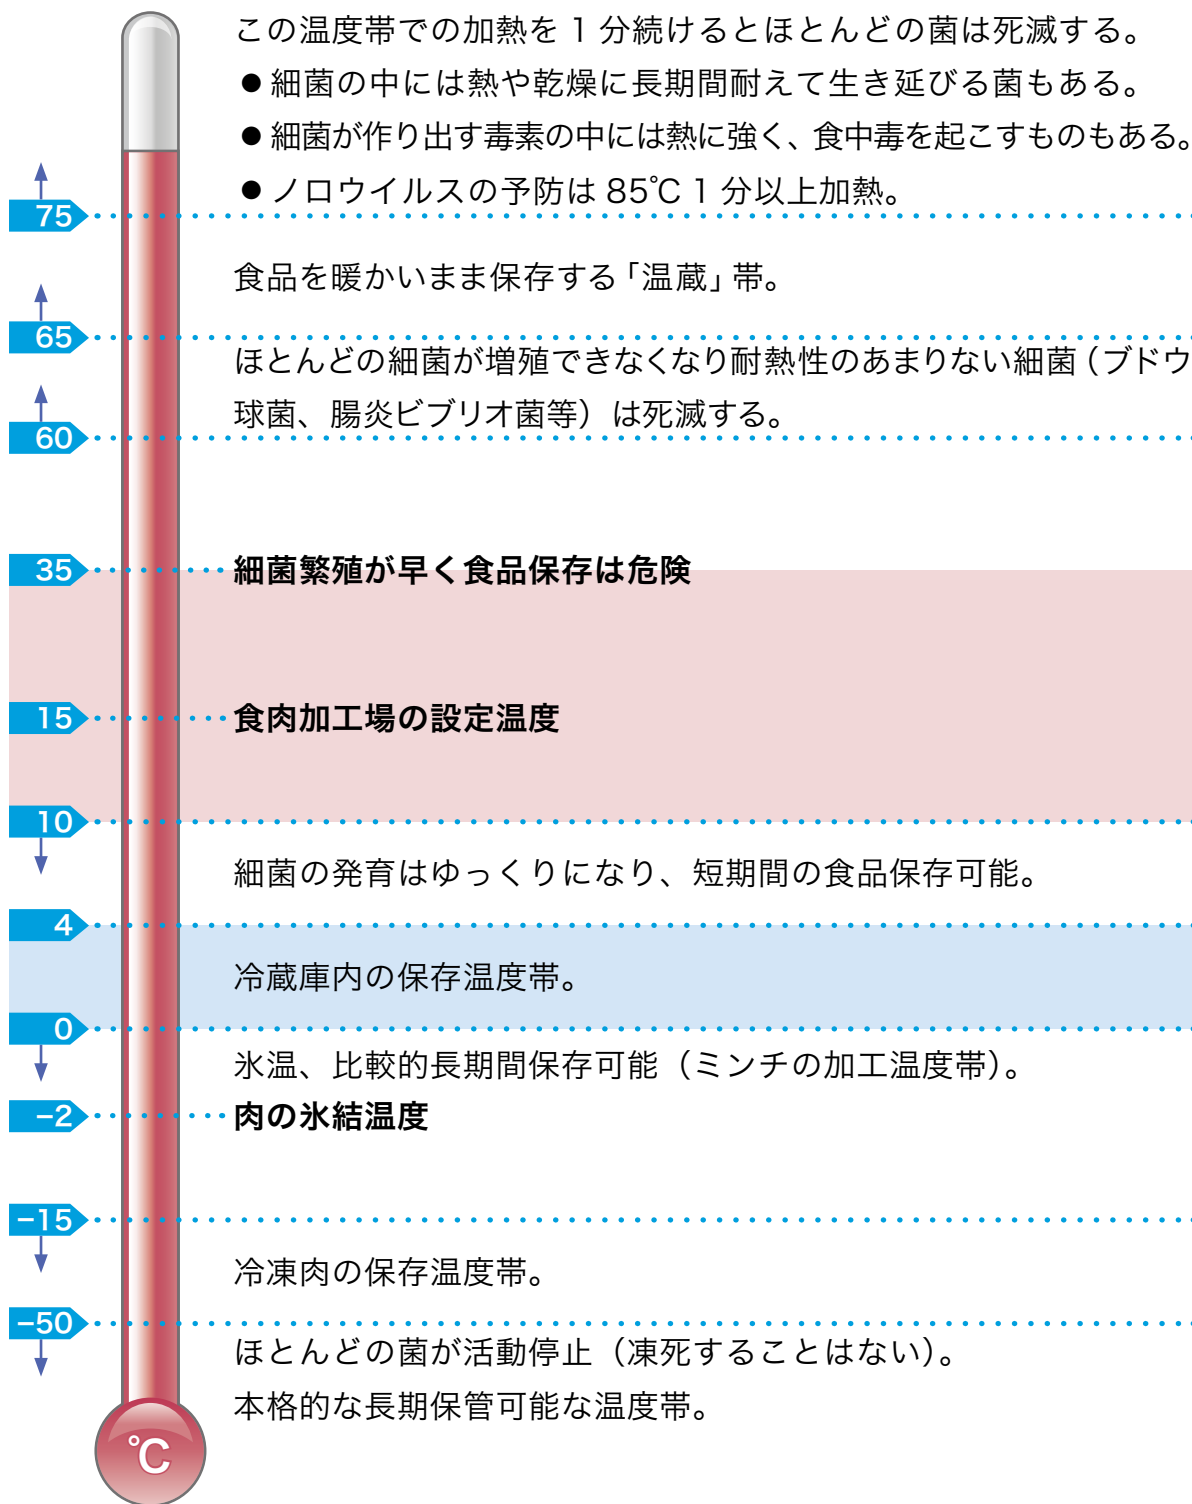 この温度帯での加熱を 1 分続けるとほとんどの菌は死滅する。
● 細菌の中には熱や乾燥に長期間耐えて生き延びる菌もある。
● 細菌が作り出す毒素の中には熱に強く、食中毒を起こすものもある。
● ノロウイルスの予防は 85℃ 1 分以上加熱。
75
食品を暖かいまま保存する「温蔵」帯。
65
ほとんどの細菌が増殖できなくなり耐熱性のあまりない細菌（ブドウ
球菌、腸炎ビブリオ菌等）は死滅する。
60
35 細菌繁殖が早く食品保存は危険
15 食肉加工場の設定温度
10
細菌の発育はゆっくりになり、短期間の食品保存可能。
4
冷蔵庫内の保存温度帯。
0
氷温、比較的長期間保存可能（ミンチの加工温度帯）。
−2 肉の氷結温度
−15
冷凍肉の保存温度帯。
−50
ほとんどの菌が活動停止（凍死することはない）。
本格的な長期保管可能な温度帯。
℃